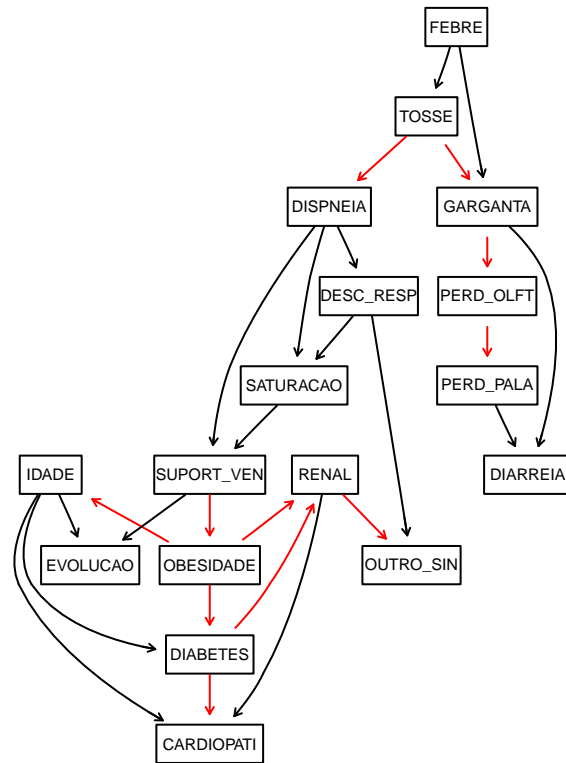 FEBRE
TOSSE
DISPNEIA
GARGANTA
DESC_RESP
PERD_OLFT
SATURACAO
PERD_PALA
IDADE
SUPORT_VEN
RENAL
DIARREIA
EVOLUCAO
OBESIDADE
OUTRO_SIN
DIABETES
CARDIOPATI